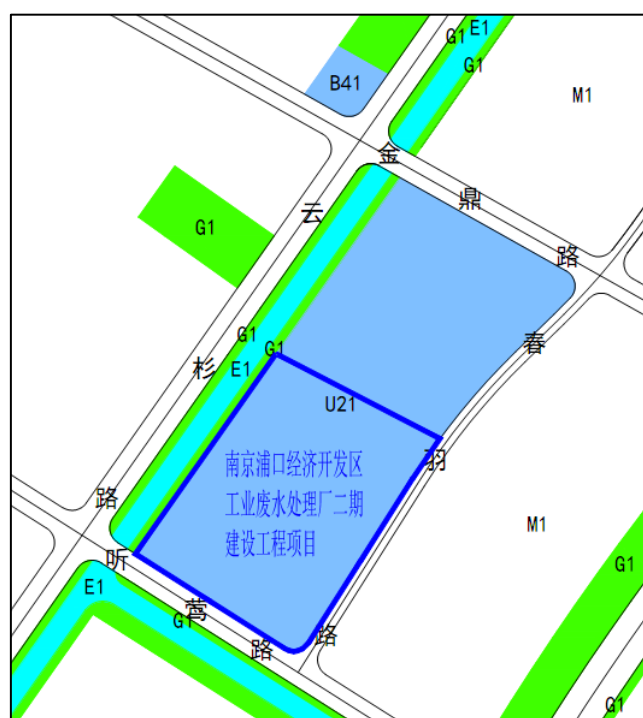 G1
E1
G1
B41
M1
金鼎路
云杉路
G1
G1
G1
E1
春羽路
U21
南京浦口经济开发区
工业废水处理厂二期
建设工程项目
M1
G1
听莺路
E1
G1
G1